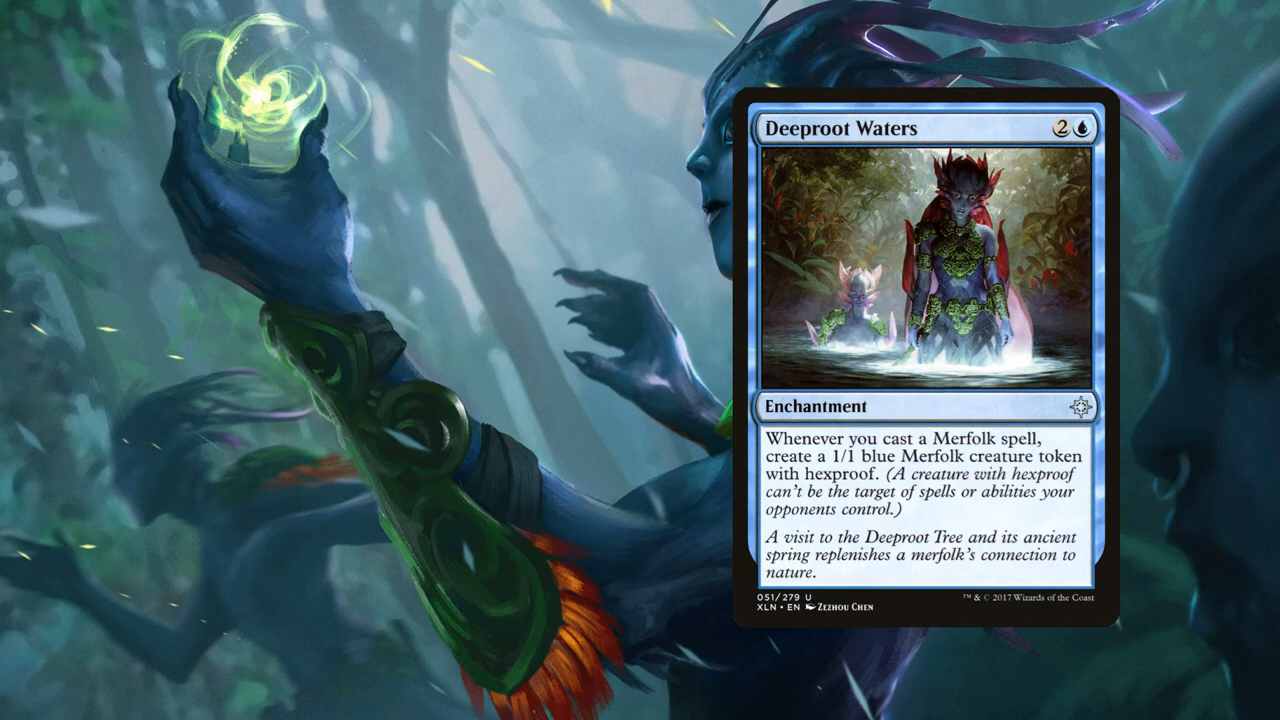 Deeproot Waters 2
Enchantment
Whenever you cast a Merfolk spell,
create a 1/1 blue Merfolk creature token
with hexproof. (A creature with hexproof
can't be the target of spells or abilities your
opponents control.)
A visit to the Deeproot Tree and its ancient
spring replenishes a merfolk's connection to
nature.
051/279 U
XLN • EN Zezhou Chen
™ & © 2017 Wizards of the Coast